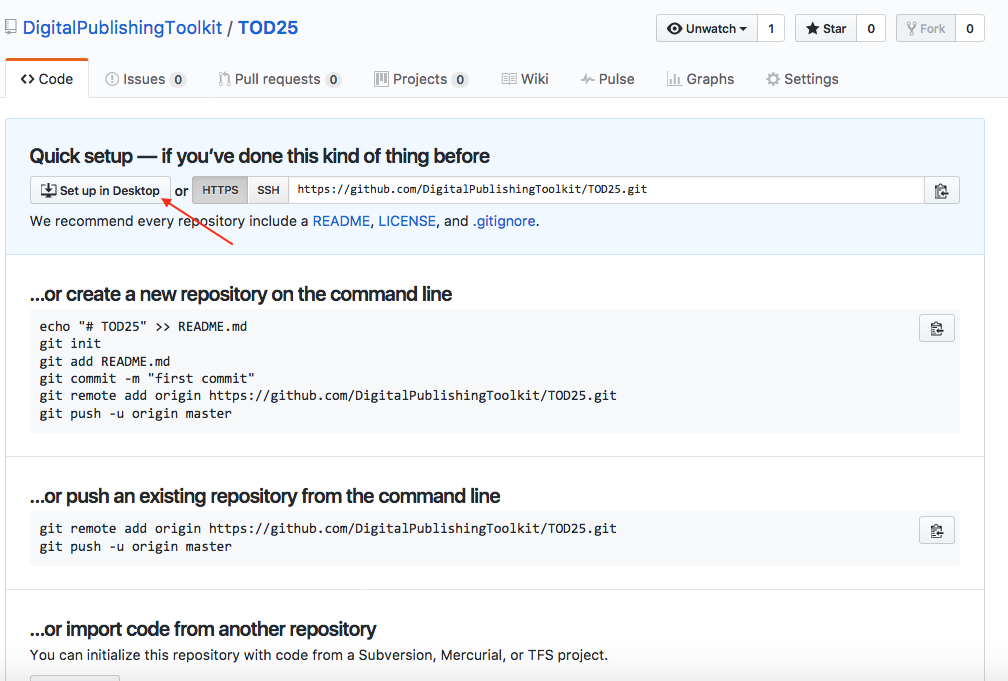 DigitalPublishingToolkit / TOD25
Unwatch 1 Star 0 Fork 0
Code Issues 0 Pull requests 0 Projects 0 Wiki Pulse Graphs Settings
Quick setup — if you’ve done this kind of thing before
Set up in Desktop or HTTPS SSH https://github.com/DigitalPublishingToolkit/TOD25.git
We recommend every repository include a README, LICENSE, and .gitignore.
…or create a new repository on the command line
echo "# TOD25" >> README.md
git init
git add README.md
git commit -m "first commit"
git remote add origin https://github.com/DigitalPublishingToolkit/TOD25.git
git push -u origin master
…or push an existing repository from the command line
git remote add origin https://github.com/DigitalPublishingToolkit/TOD25.git
git push -u origin master
…or import code from another repository
You can initialize this repository with code from a Subversion, Mercurial, or TFS project.